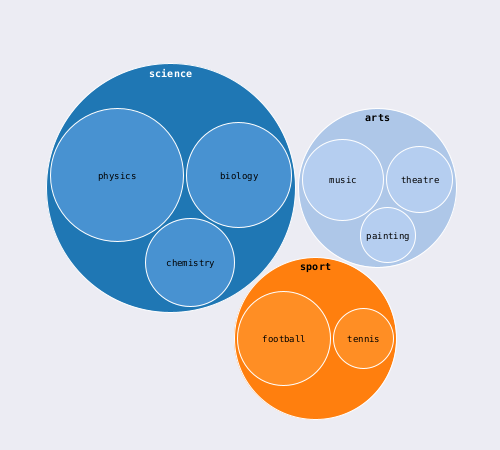 science
physics
biology
chemistry
arts
music
theatre
painting
sport
football
tennis